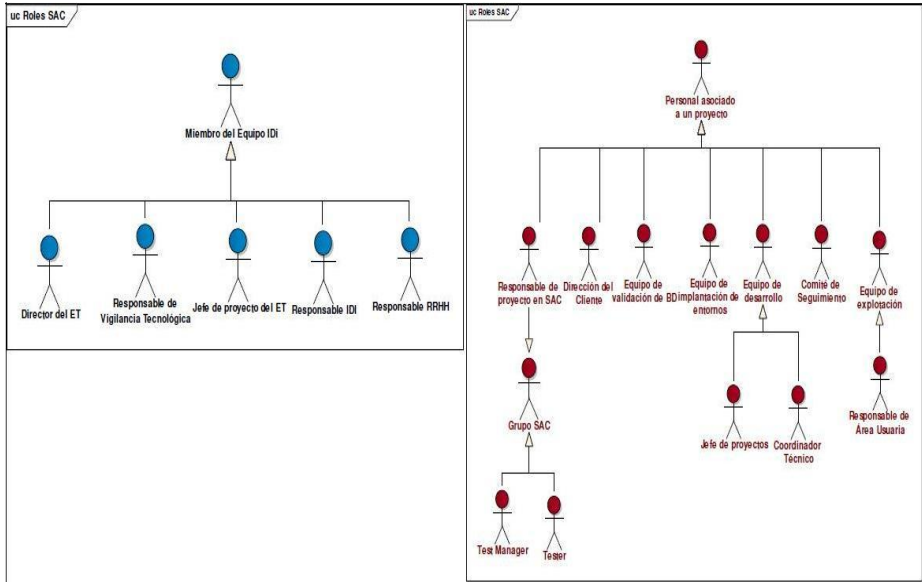 uc Roles SAC
Miembro del Equipo IDi
Director del ET
Responsable de
Vigilancia Tecnológica
Jefe de proyecto del ET
Responsable IDI
Responsable RRHH
uc Roles SAC
Personal asociado
a un proyecto
Responsable de
proyecto en SAC
Dirección del
Cliente
Equipo de
validación de BD
Equipo de
implantación de
entornos
Equipo de
desarrollo
Comité de
Seguimiento
Equipo de
explotación
Grupo SAC
Jefe de proyectos
Coordinador
Técnico
Responsable de
Área Usuaria
Test Manager
Tester